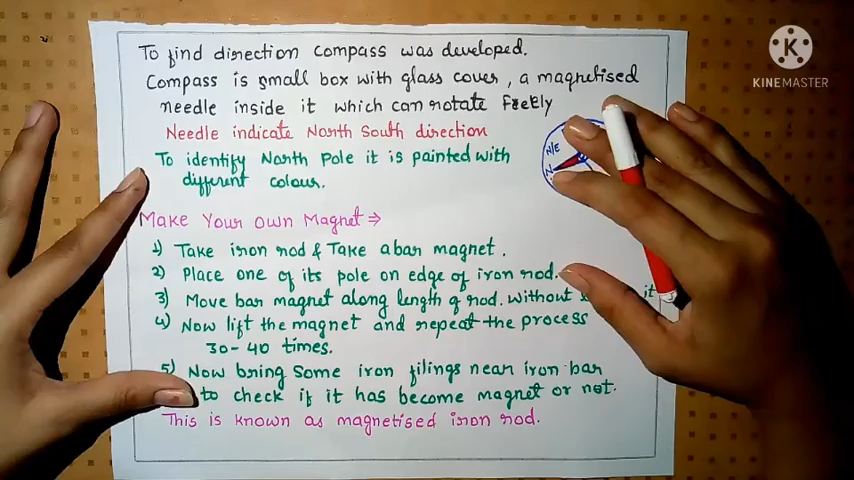 To find direction compass was developed.
Compass is small box with glass cover, a magnetised
needle inside it which can rotate freely
Needle indicate North South direction
To identify North pole it is painted with
different colour.
N/E
N
Make Your own Magnet ⇒
1) Take iron rod & Take a bar magnet.
2) Place one of its pole on edge of iron rod.
3) Move bar magnet along length of rod. Without it
4) Now lift the magnet and repeat the process
30-40 times.
5) Now bring some iron filings near iron bar
to check if it has become magnet or not.
This is known as magnetised iron rod.
K
KINEMASTER